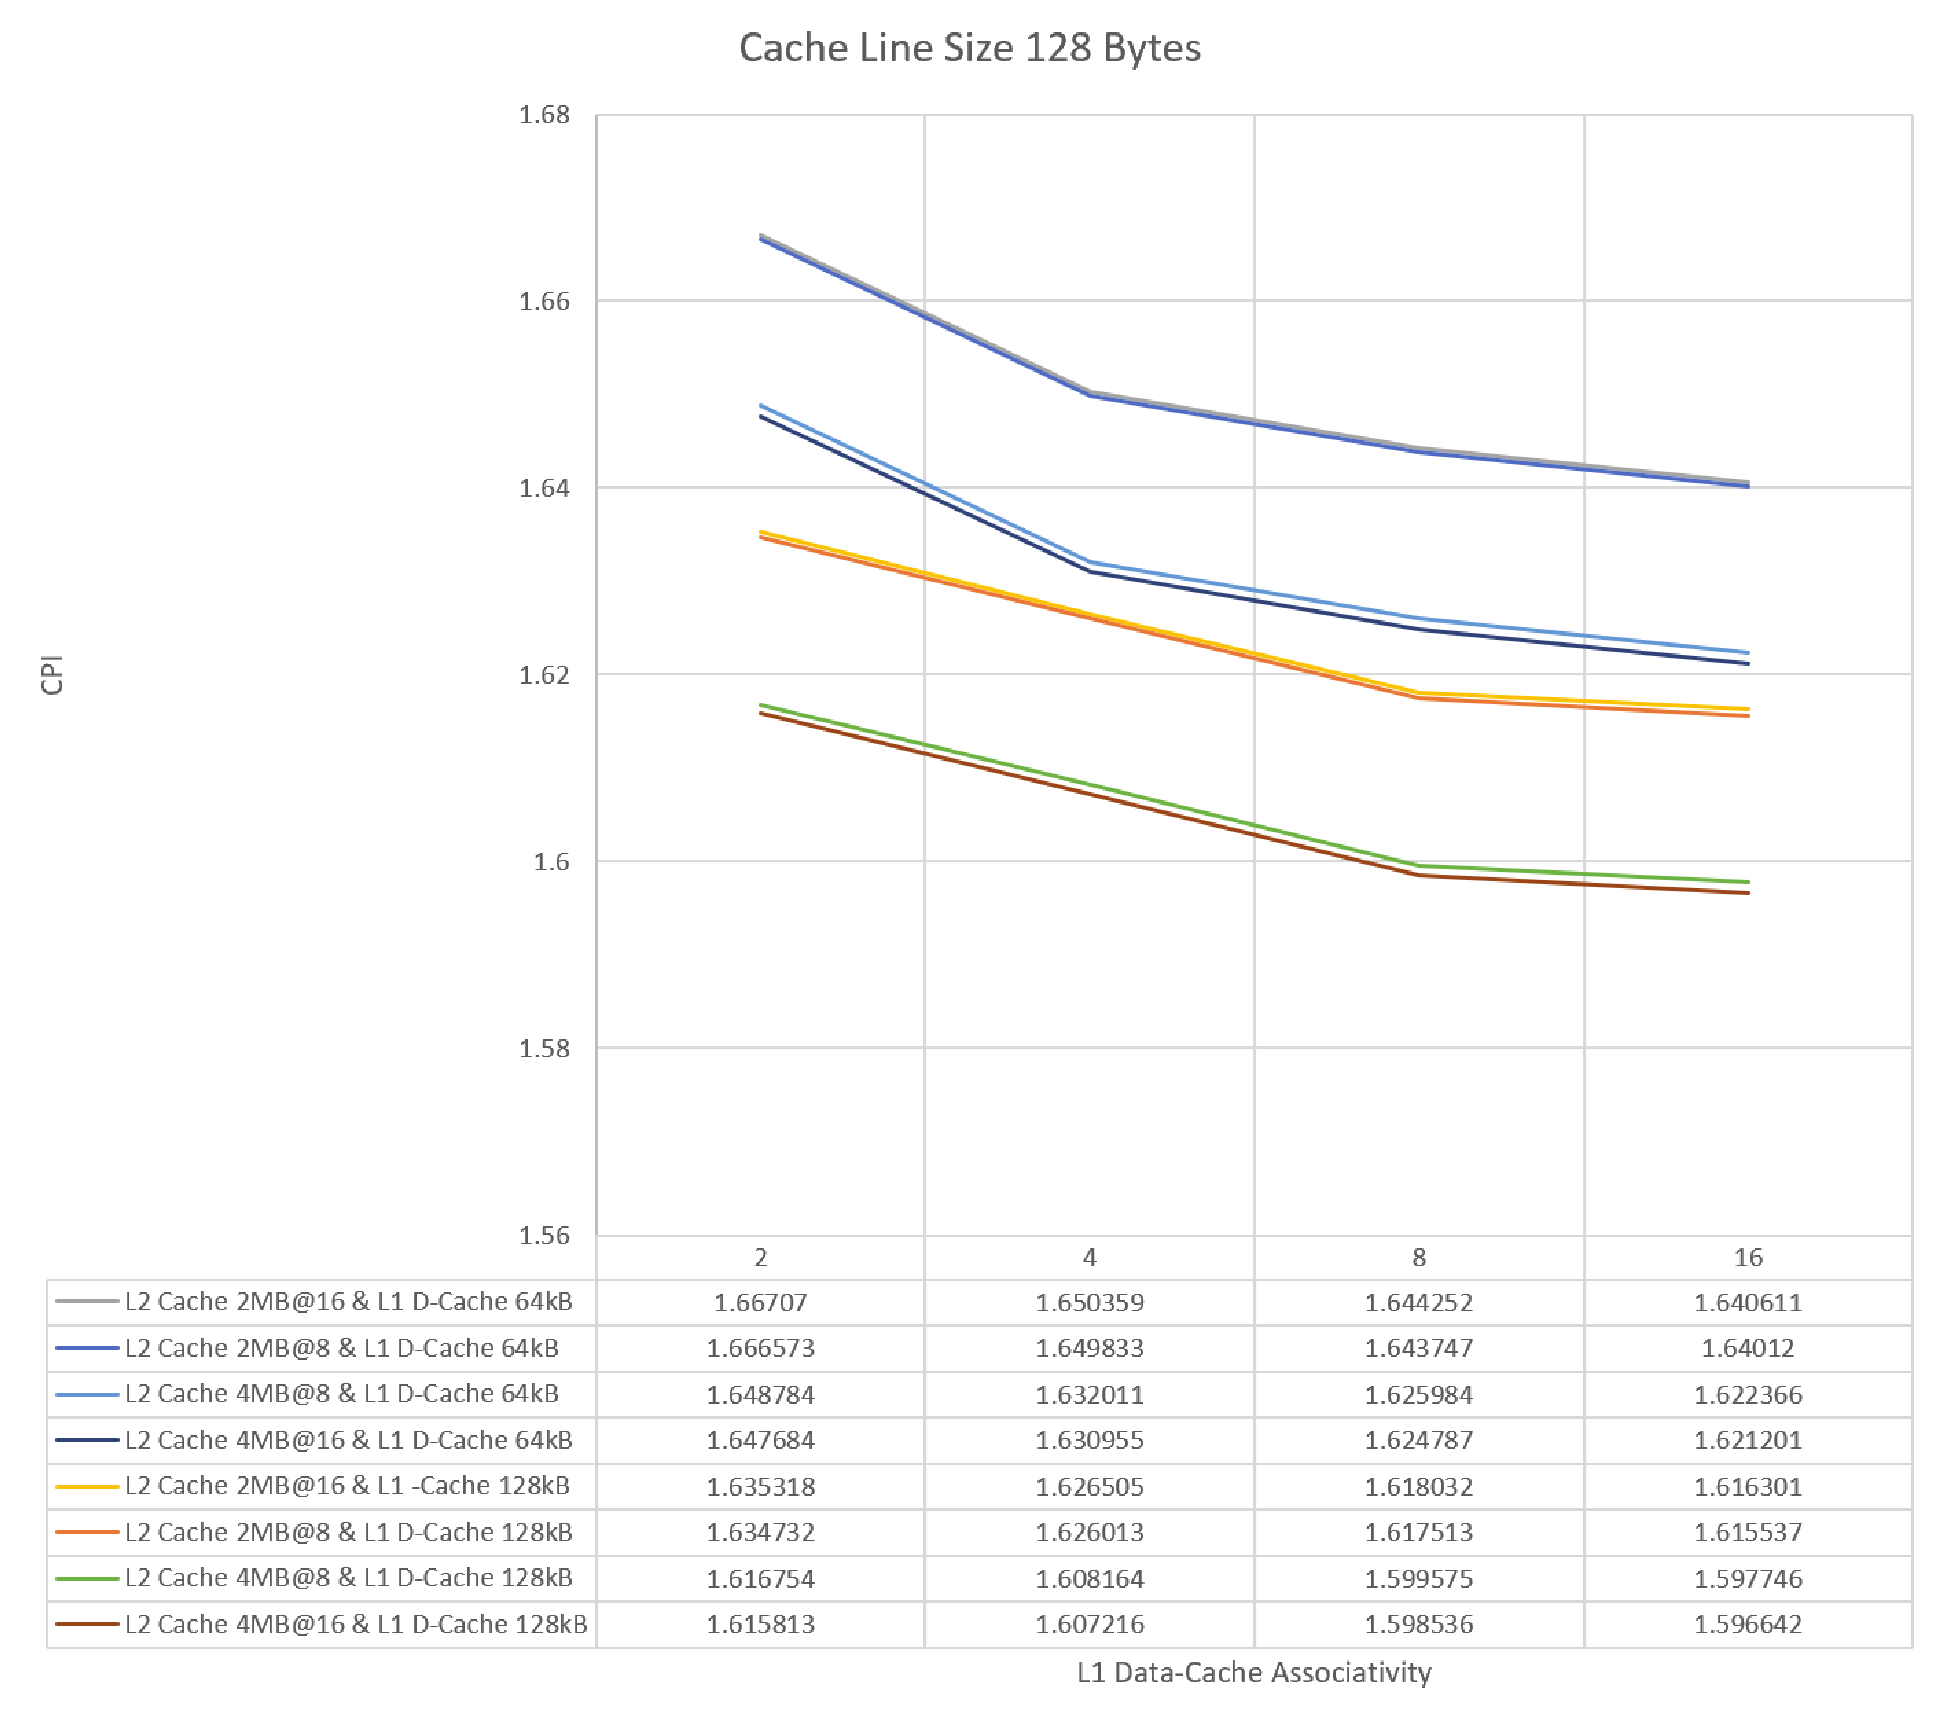 Cache Line Size 128 Bytes
1.68
1.66
1.64
1.62
1.6
1.58
1.56
CPI
2 4 8 16
L2 Cache 2MB@16 & L1 D-Cache 64kB 1.66707 1.650359 1.644252 1.640611
L2 Cache 2MB@8 & L1 D-Cache 64kB 1.666573 1.649833 1.643747 1.64012
L2 Cache 4MB@8 & L1 D-Cache 64kB 1.648784 1.632011 1.625984 1.622366
L2 Cache 4MB@16 & L1 D-Cache 64kB 1.647684 1.630955 1.624787 1.621201
L2 Cache 2MB@16 & L1 -Cache 128kB 1.635318 1.626505 1.618032 1.616301
L2 Cache 2MB@8 & L1 D-Cache 128kB 1.634732 1.626013 1.617513 1.615537
L2 Cache 4MB@8 & L1 D-Cache 128kB 1.616754 1.608164 1.599575 1.597746
L2 Cache 4MB@16 & L1 D-Cache 128kB 1.615813 1.607216 1.598536 1.596642
L1 Data-Cache Associativity